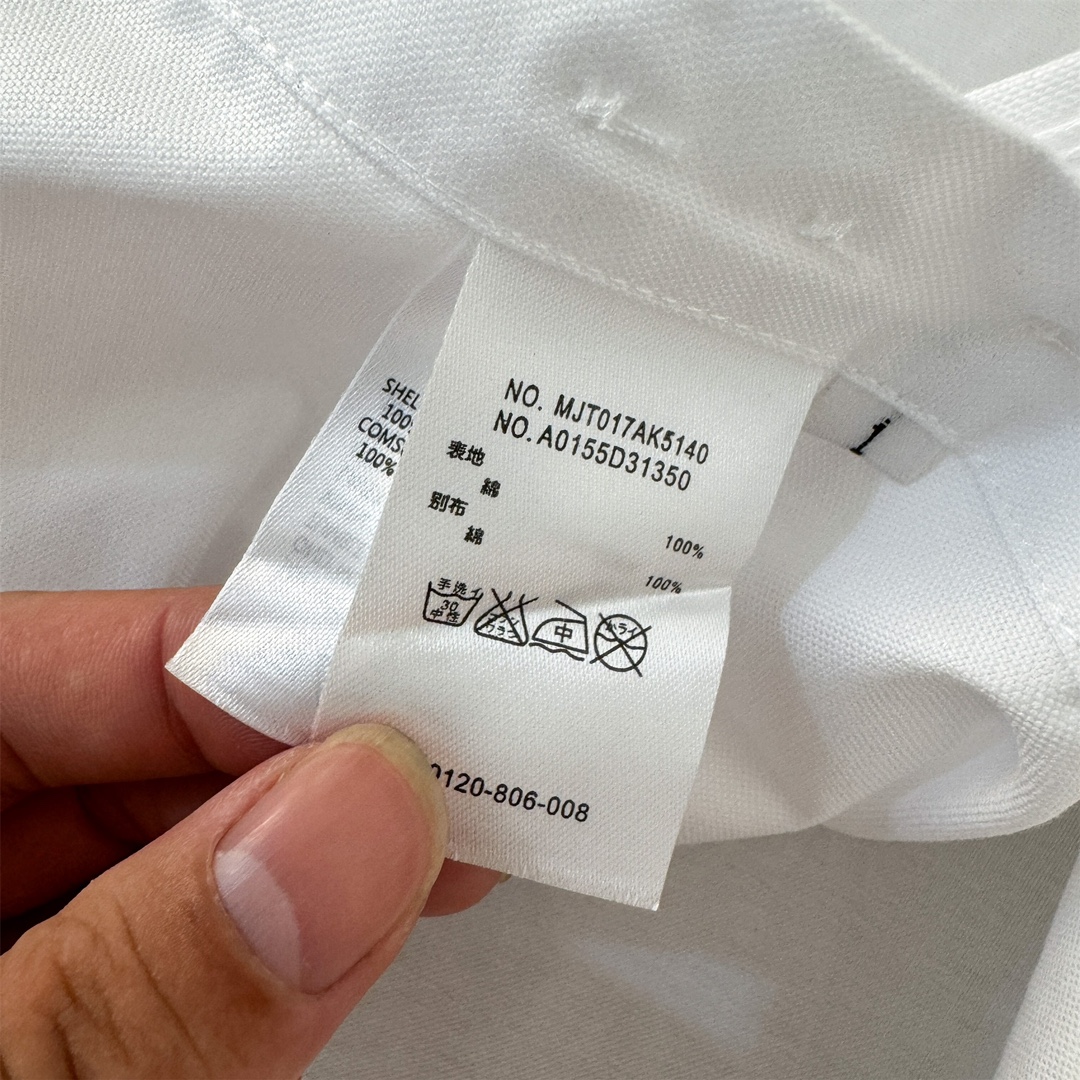 NO. MJT017AK5140
NO. A0155D31350
表地
綿 100%
別布
綿 100%
手洗イ
30
中性
中
0120-806-008
SHEL
100%
COMS
100%